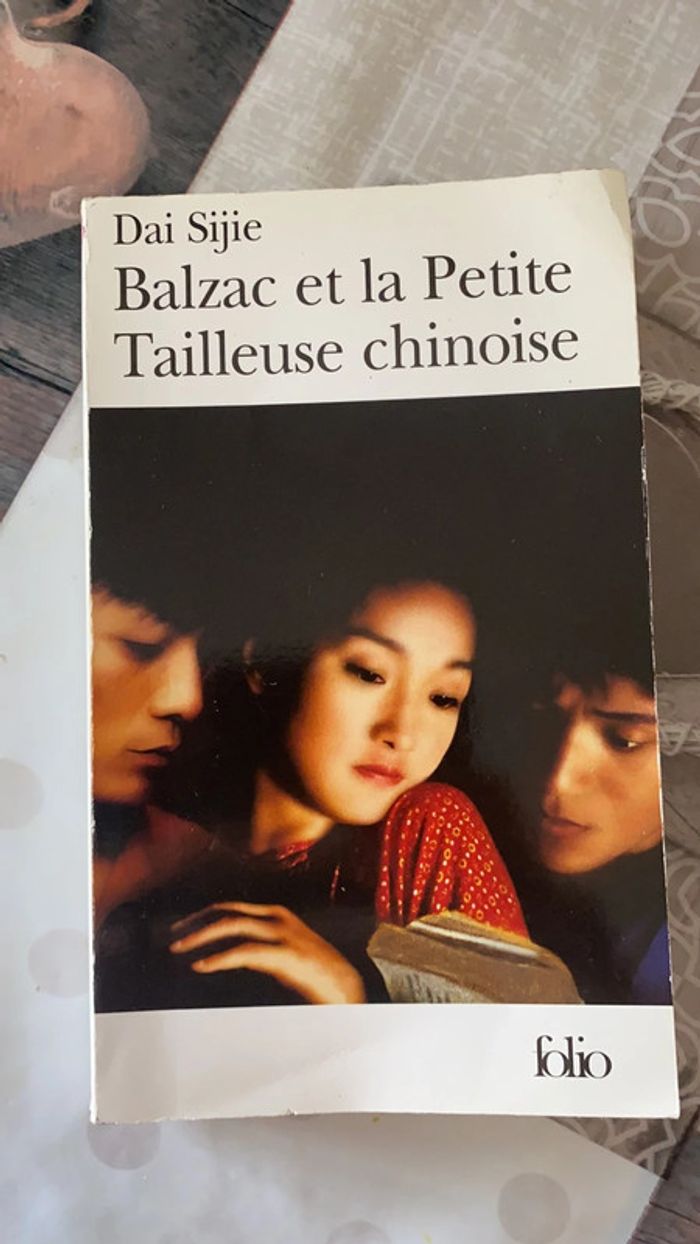 Dai Sijie
Balzac et la Petite
Tailleuse chinoise
folio